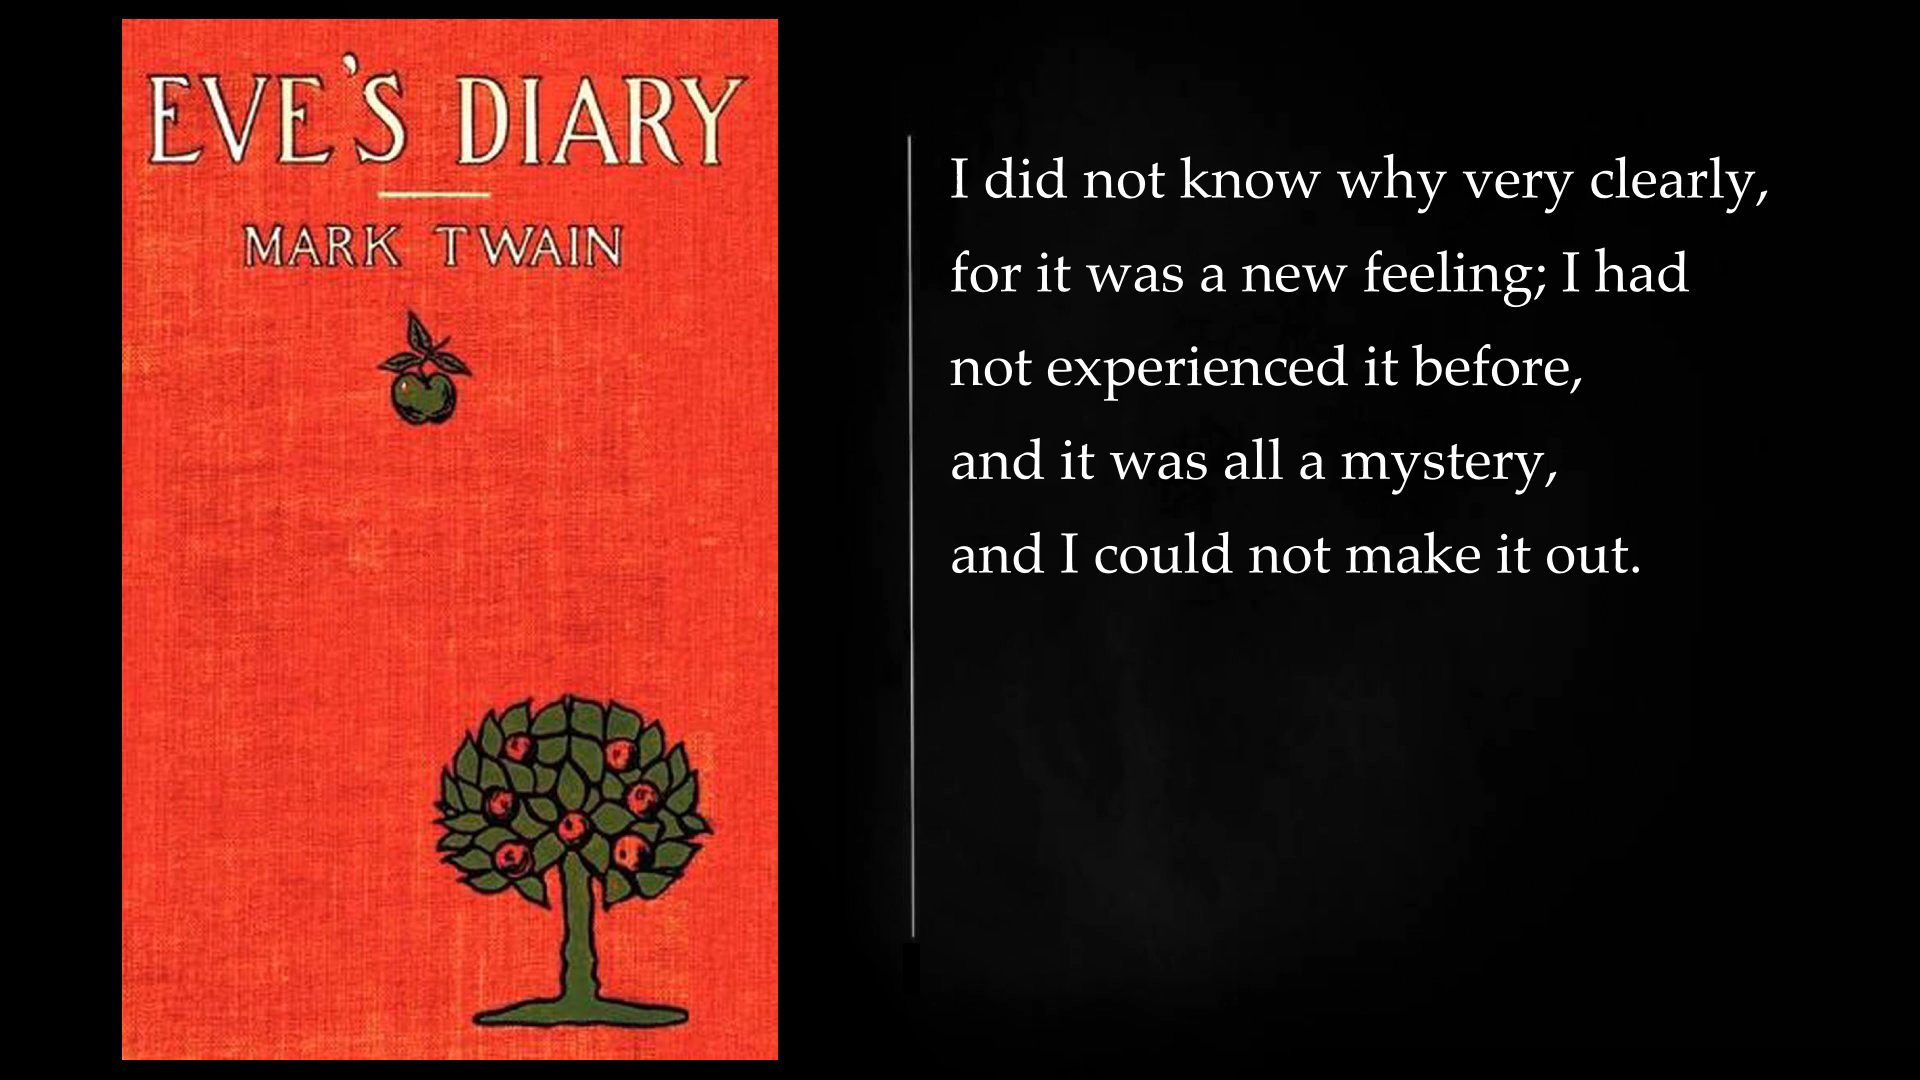 EVE'S DIARY
MARK TWAIN
I did not know why very clearly,
for it was a new feeling; I had
not experienced it before,
and it was all a mystery,
and I could not make it out.